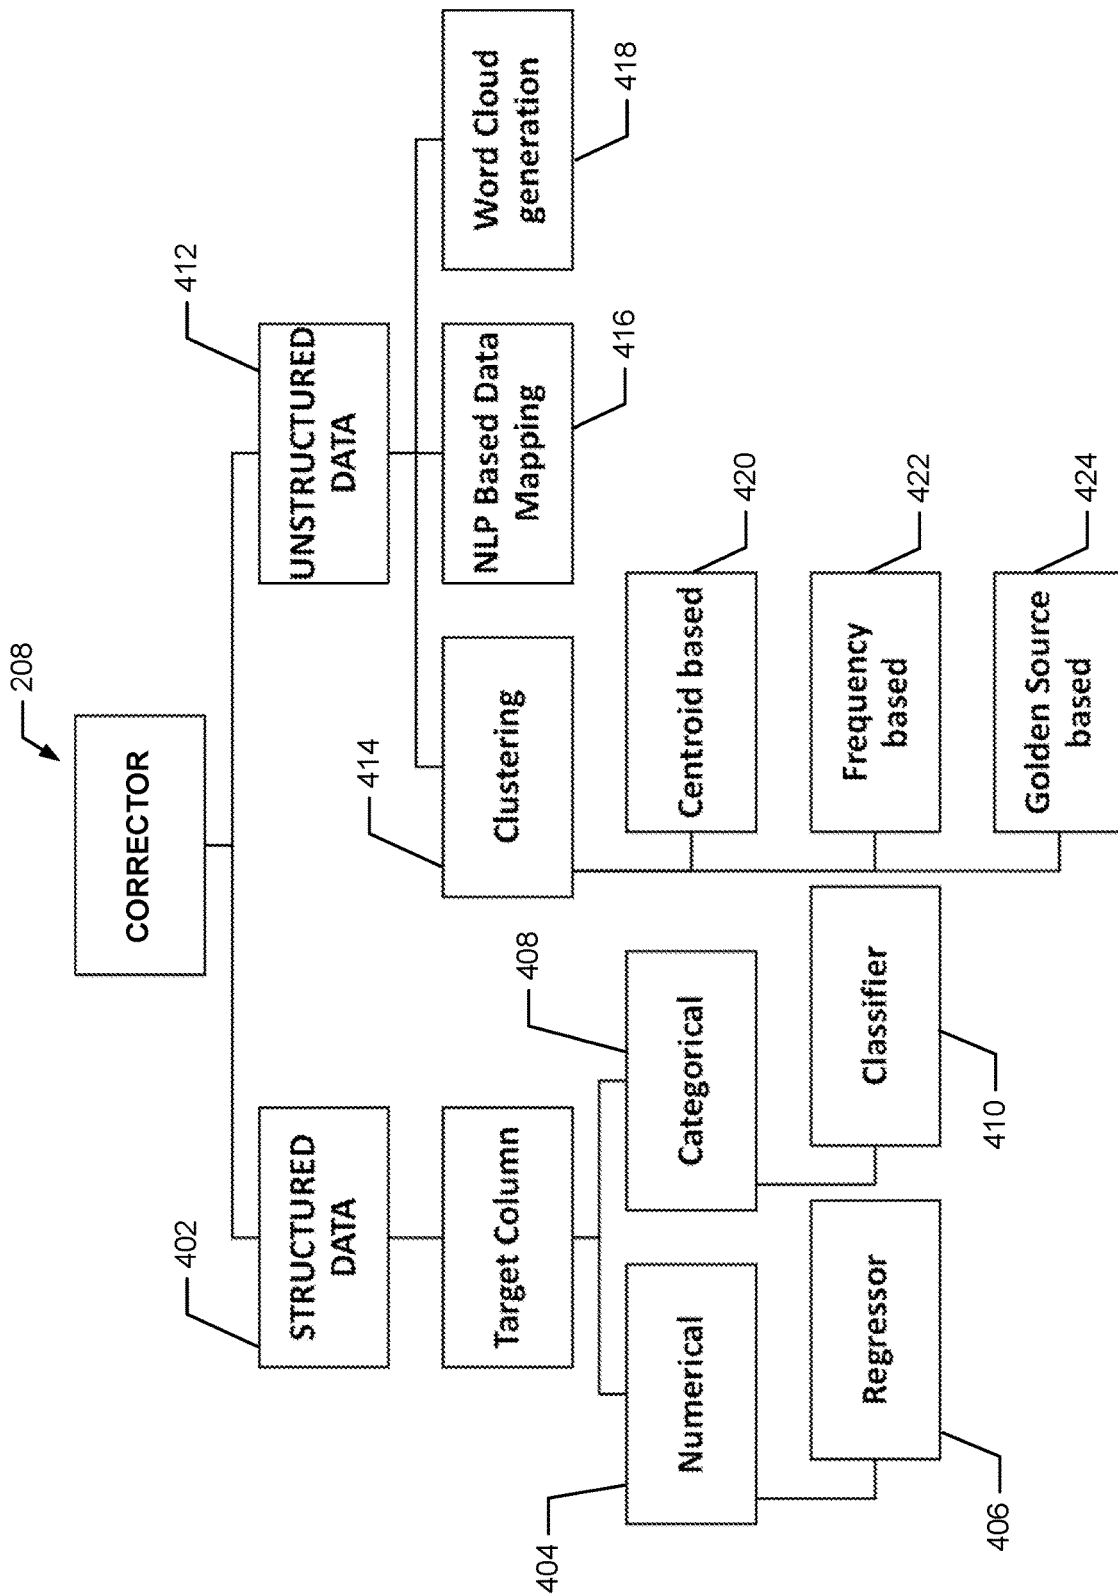 208
CORRECTOR
402
STRUCTURED
DATA
412
UNSTRUCTURED
DATA
Target Column
414
Clustering
NLP Based Data
Mapping
416
Word Cloud
generation
418
404
Numerical
408
Categorical
Centroid based
420
Regressor
406
Classifier
410
Frequency
based
422
Golden Source
based
424